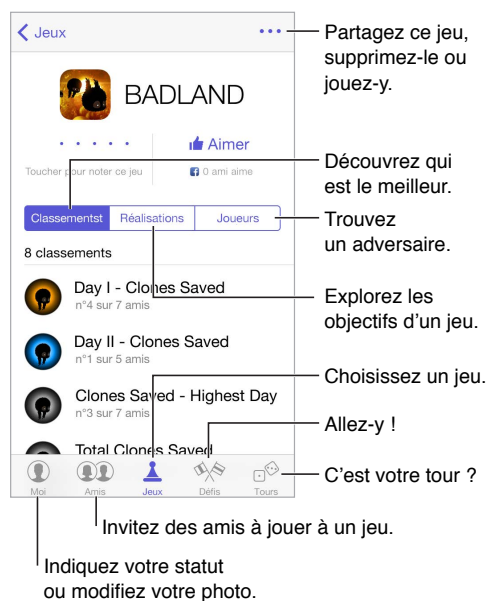 Jeux
BADLAND
Aimer
Toucher pour noter ce jeu
0 ami aime
Classementst
Réalisations
Joueurs
8 classements
Day I - Clones Saved
n°4 sur 7 amis
Day II - Clones Saved
n°1 sur 5 amis
Clones Saved - Highest Day
n°3 sur 7 amis
Total Clones Saved
Moi
Amis
Jeux
Défis
Tours
Partagez ce jeu,
supprimez-le ou
jouez-y.
Découvrez qui
est le meilleur.
Trouvez
un adversaire.
Explorez les
objectifs d'un jeu.
Choisissez un jeu.
Allez-y !
C'est votre tour ?
Invitez des amis à jouer à un jeu.
Indiquez votre statut
ou modifiez votre photo.